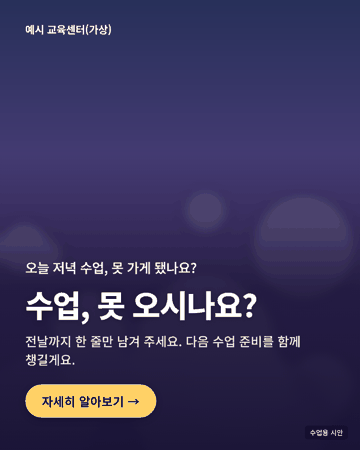 예시 교육센터(가상)
오늘 저녁 수업, 못 가게 됐나요?
수업, 못 오시나요?
전날까지 한 줄만 남겨 주세요. 다음 수업 준비를 함께
챙길게요.
자세히 알아보기 →
수업용 시안